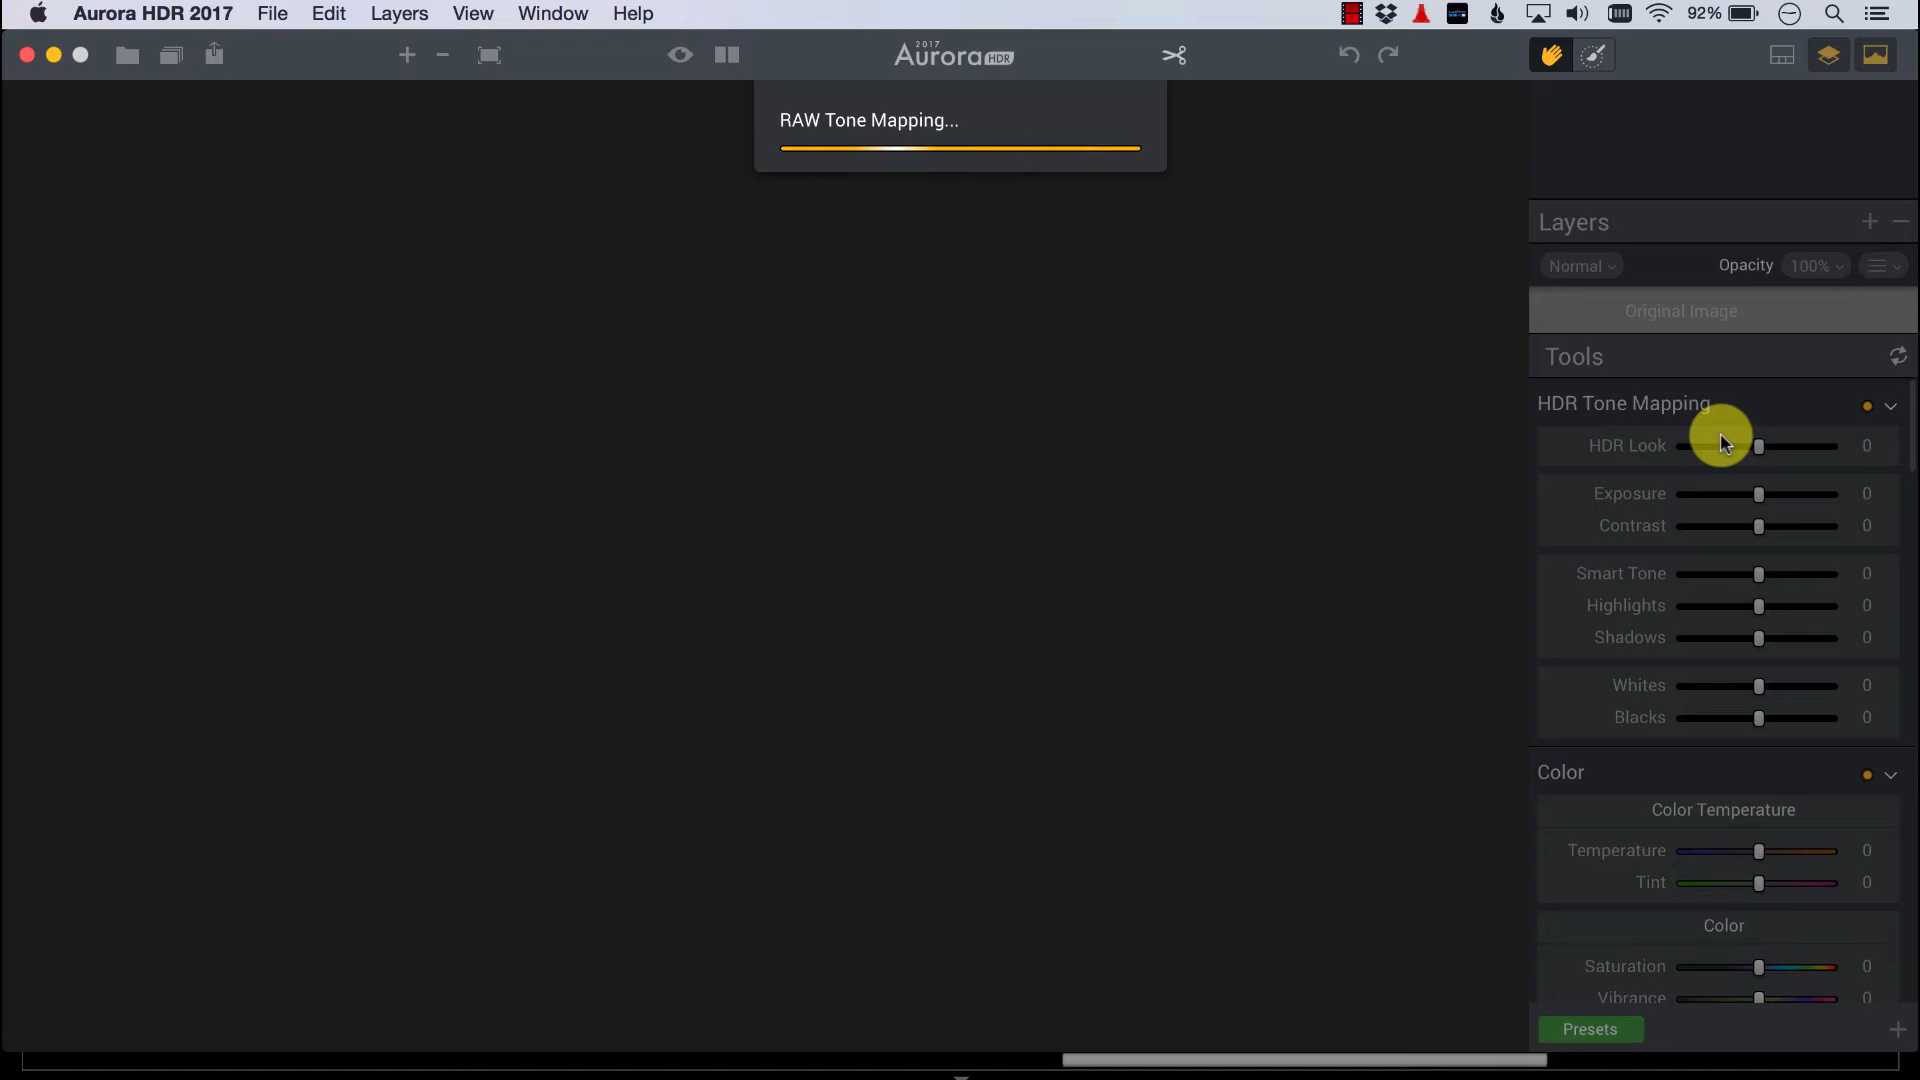 Aurora HDR 2017 File Edit Layers View Window Help 92%
2017
Aurora HDR
RAW Tone Mapping...
Layers
Normal Opacity 100%
Original Image
Tools
HDR Tone Mapping
HDR Look 0
Exposure 0
Contrast 0
Smart Tone 0
Highlights 0
Shadows 0
Whites 0
Blacks 0
Color
Color Temperature
Temperature 0
Tint 0
Color
Saturation 0
Vibrance 0
Presets